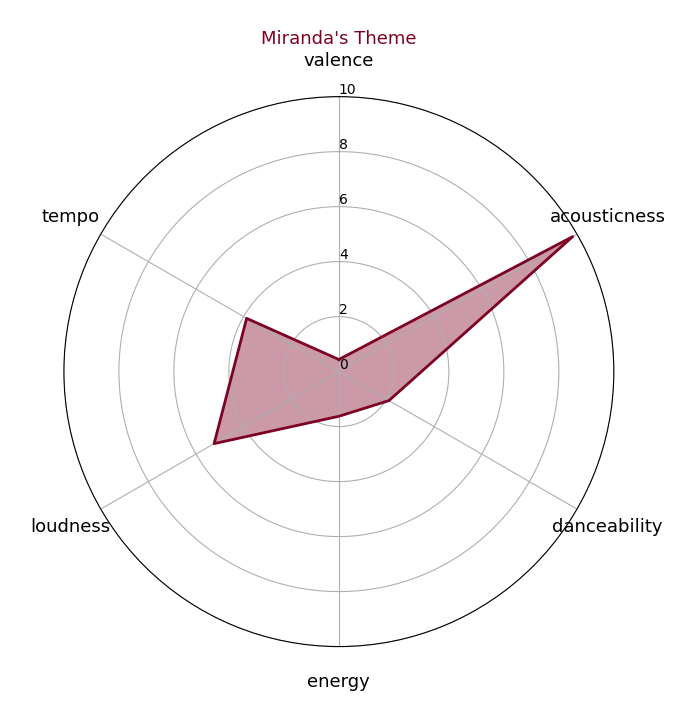 Miranda's Theme
valence
10
8
tempo
6
acousticness
4
2
0
loudness
danceability
energy